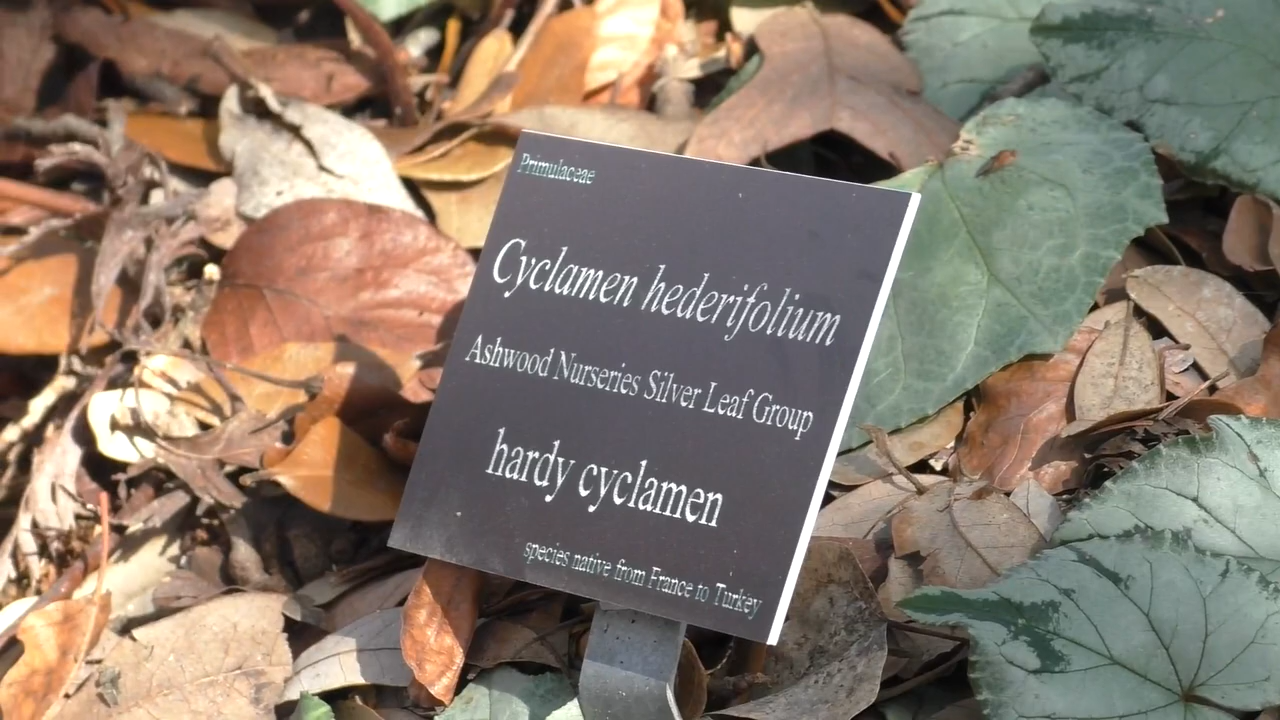 Primulaceae
Cyclamen hederifolium
Ashwood Nurseries Silver Leaf Group
hardy cyclamen
species native from France to Turkey